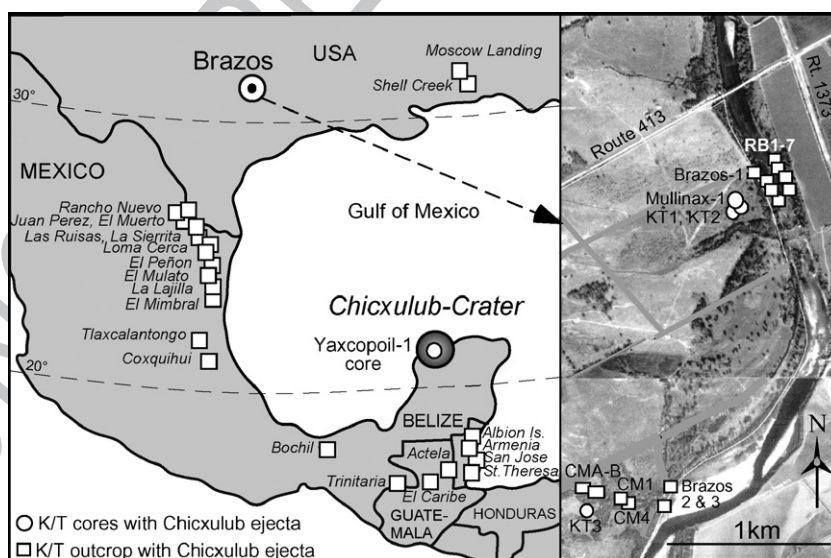 USA
Moscow Landing
Shell Creek
Brazos
30°
MEXICO
Rancho Nuevo
Juan Perez, El Muerto
Las Ruisas, La Sierrita
Loma Cerca
El Peñon
El Mulato
La Lajilla
El Mimbral
Gulf of Mexico
Chicxulub-Crater
Yaxcopoil-1
core
Tlaxcalantongo
Coxquihui
20°
BELIZE
Albion Is.
Armenia
San Jose
St.Theresa
Bochil
Actela
Trinitaria
El Caribe
GUATE-
MALA
HONDURAS
K/T cores with Chicxulub ejecta
K/T outcrop with Chicxulub ejecta
Route 413
Rt. 1373
RB1-7
Brazos-1
Mullinax-1
KT1, KT2
N
CMA-B
CM1
Brazos
2 & 3
CM4
KT3
1km